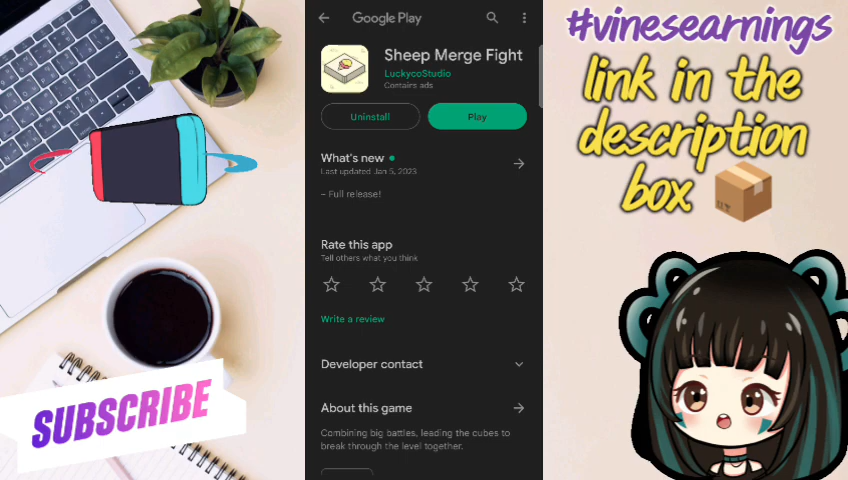 Google Play
Sheep Merge Fight
LuckycoStudio
Contains ads
Uninstall
Play
What's new
Last updated Jan 5, 2023
– Full release!
Rate this app
Tell others what you think
Write a review
Developer contact
About this game
Combining big battles, leading the cubes to
break through the level together.
SUBSCRIBE
#vinesearnings
link in the
description
box